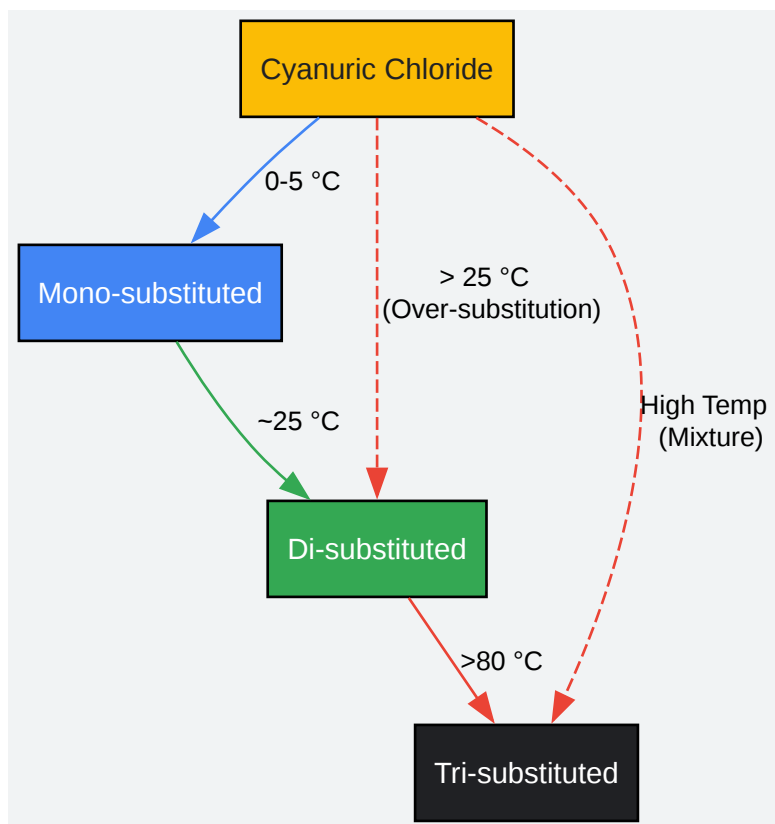 Cyanuric Chloride
0-5 °C
Mono-substituted
> 25 °C
(Over-substitution)
High Temp
(Mixture)
~25 °C
Di-substituted
>80 °C
Tri-substituted